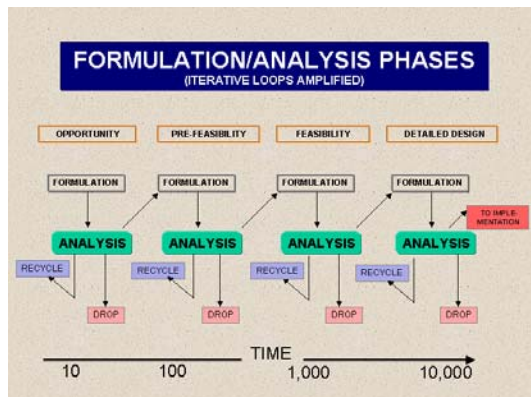 FORMULATION/ANALYSIS PHASES
(ITERATIVE LOOPS AMPLIFIED)
OPPORTUNITY PRE-FEASIBILITY FEASIBILITY DETAILED DESIGN
FORMULATION FORMULATION FORMULATION FORMULATION
TO IMPLE-
MENTATION
ANALYSIS ANALYSIS ANALYSIS ANALYSIS
RECYCLE RECYCLE RECYCLE RECYCLE
DROP DROP DROP DROP
TIME
10 100 1,000 10,000